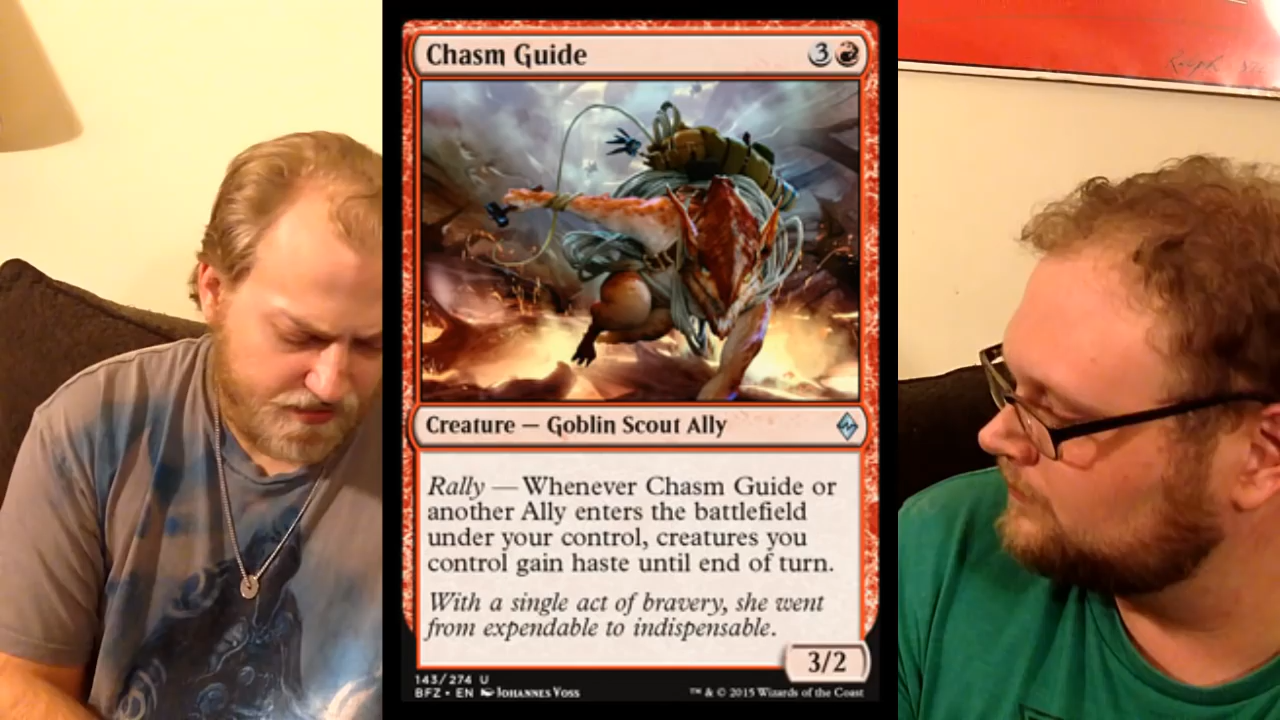 Chasm Guide 3
Creature — Goblin Scout Ally
Rally — Whenever Chasm Guide or
another Ally enters the battlefield
under your control, creatures you
control gain haste until end of turn.
With a single act of bravery, she went
from expendable to indispensable.
3/2
143/274 U
BFZ • EN Johannes Voss
™ & © 2015 Wizards of the Coast